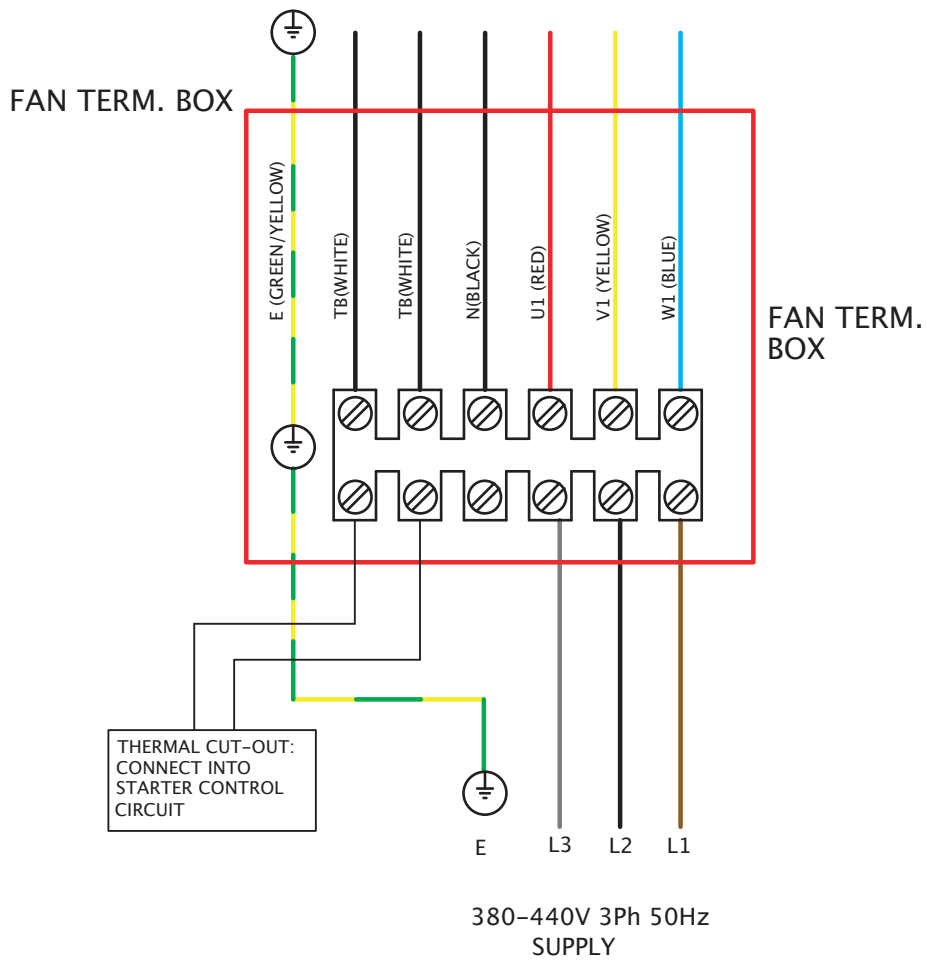 FAN TERM. BOX
E (GREEN/YELLOW)
TB(WHITE)
TB(WHITE)
N(BLACK)
U1 (RED)
V1 (YELLOW)
W1 (BLUE)
FAN TERM.
BOX
THERMAL CUT-OUT:
CONNECT INTO
STARTER CONTROL
CIRCUIT
E
L3
L2
L1
380-440V 3Ph 50Hz
SUPPLY